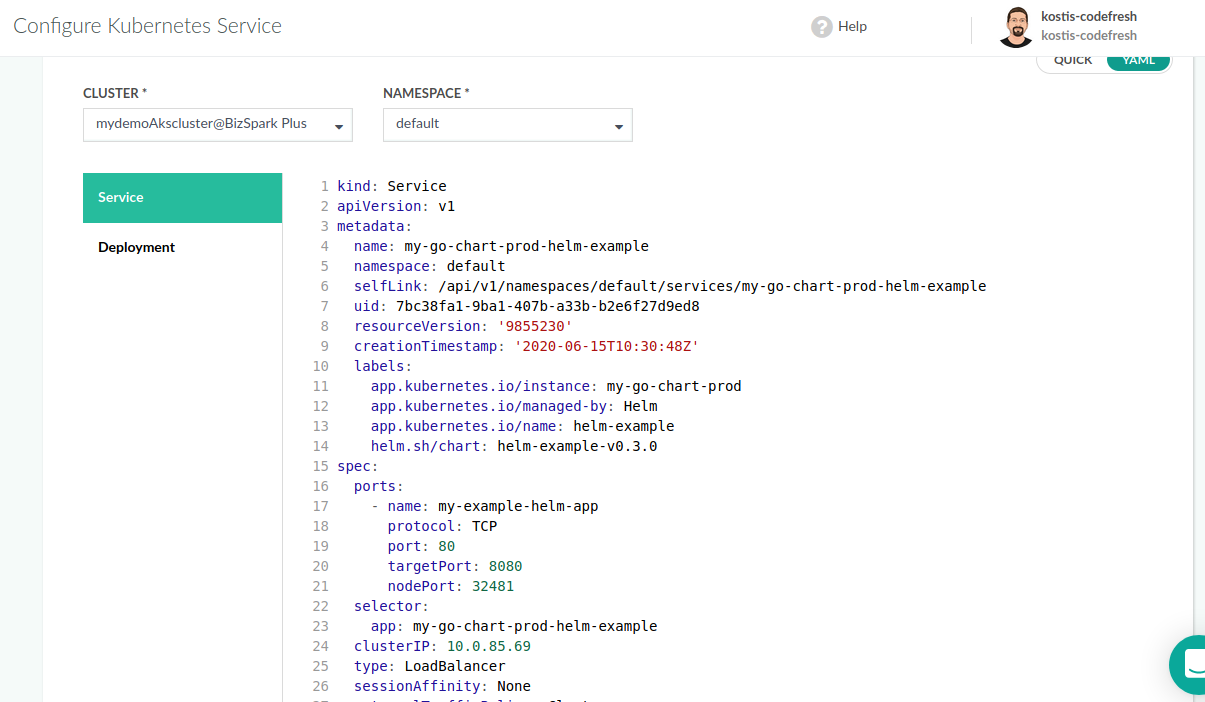 Configure Kubernetes Service
Help
kostis-codefresh
kostis-codefresh
QUICK YAML
CLUSTER * NAMESPACE *
mydemoAkscluster@BizSpark Plus default
Service
Deployment
1 kind: Service
2 apiVersion: v1
3 metadata:
4 name: my-go-chart-prod-helm-example
5 namespace: default
6 selfLink: /api/v1/namespaces/default/services/my-go-chart-prod-helm-example
7 uid: 7bc38fa1-9ba1-407b-a33b-b2e6f27d9ed8
8 resourceVersion: '9855230'
9 creationTimestamp: '2020-06-15T10:30:48Z'
10 labels:
11 app.kubernetes.io/instance: my-go-chart-prod
12 app.kubernetes.io/managed-by: Helm
13 app.kubernetes.io/name: helm-example
14 helm.sh/chart: helm-example-v0.3.0
15 spec:
16 ports:
17 - name: my-example-helm-app
18 protocol: TCP
19 port: 80
20 targetPort: 8080
21 nodePort: 32481
22 selector:
23 app: my-go-chart-prod-helm-example
24 clusterIP: 10.0.85.69
25 type: LoadBalancer
26 sessionAffinity: None